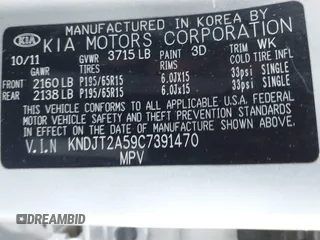 MANUFACTURED IN KOREA BY
KIA KIA MOTORS CORPORATION
10/11 GVWR 3715 LB PAINT 3D TRIM WK
GAWR TIRES RIMS COLD TIRE INFL
FRONT 2160 LB P195/65R15 6.0JX15 33psi SINGLE
REAR 2138 LB P195/65R15 6.0JX15 33psi SINGLE
THIS VEHICLE CONFORMS TO ALL APPLICABLE
U.S. FEDERAL MOTOR VEHICLE SAFETY AND
THEFT PREVENTION STANDARDS IN EFFECT ON
THE DATE OF MANUFACTURE SHOWN ABOVE.
V.I.N KNDJT2A59C7391470
MPV
DREAMBID